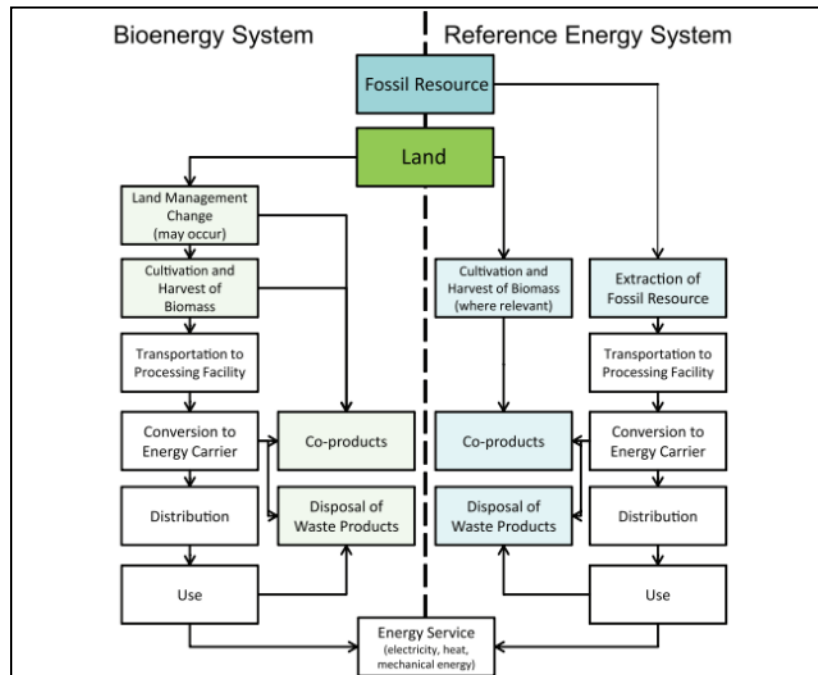 Bioenergy System
Reference Energy System
Fossil Resource
Land
Land Management
Change
(may occur)
Cultivation and
Harvest of
Biomass
Cultivation and
Harvest of Biomass
(where relevant)
Extraction of
Fossil Resource
Transportation to
Processing Facility
Transportation to
Processing Facility
Conversion to
Energy Carrier
Co-products
Co-products
Conversion to
Energy Carrier
Distribution
Disposal of
Waste Products
Disposal of
Waste Products
Distribution
Use
Use
Energy Service
(electricity, heat,
mechanical energy)